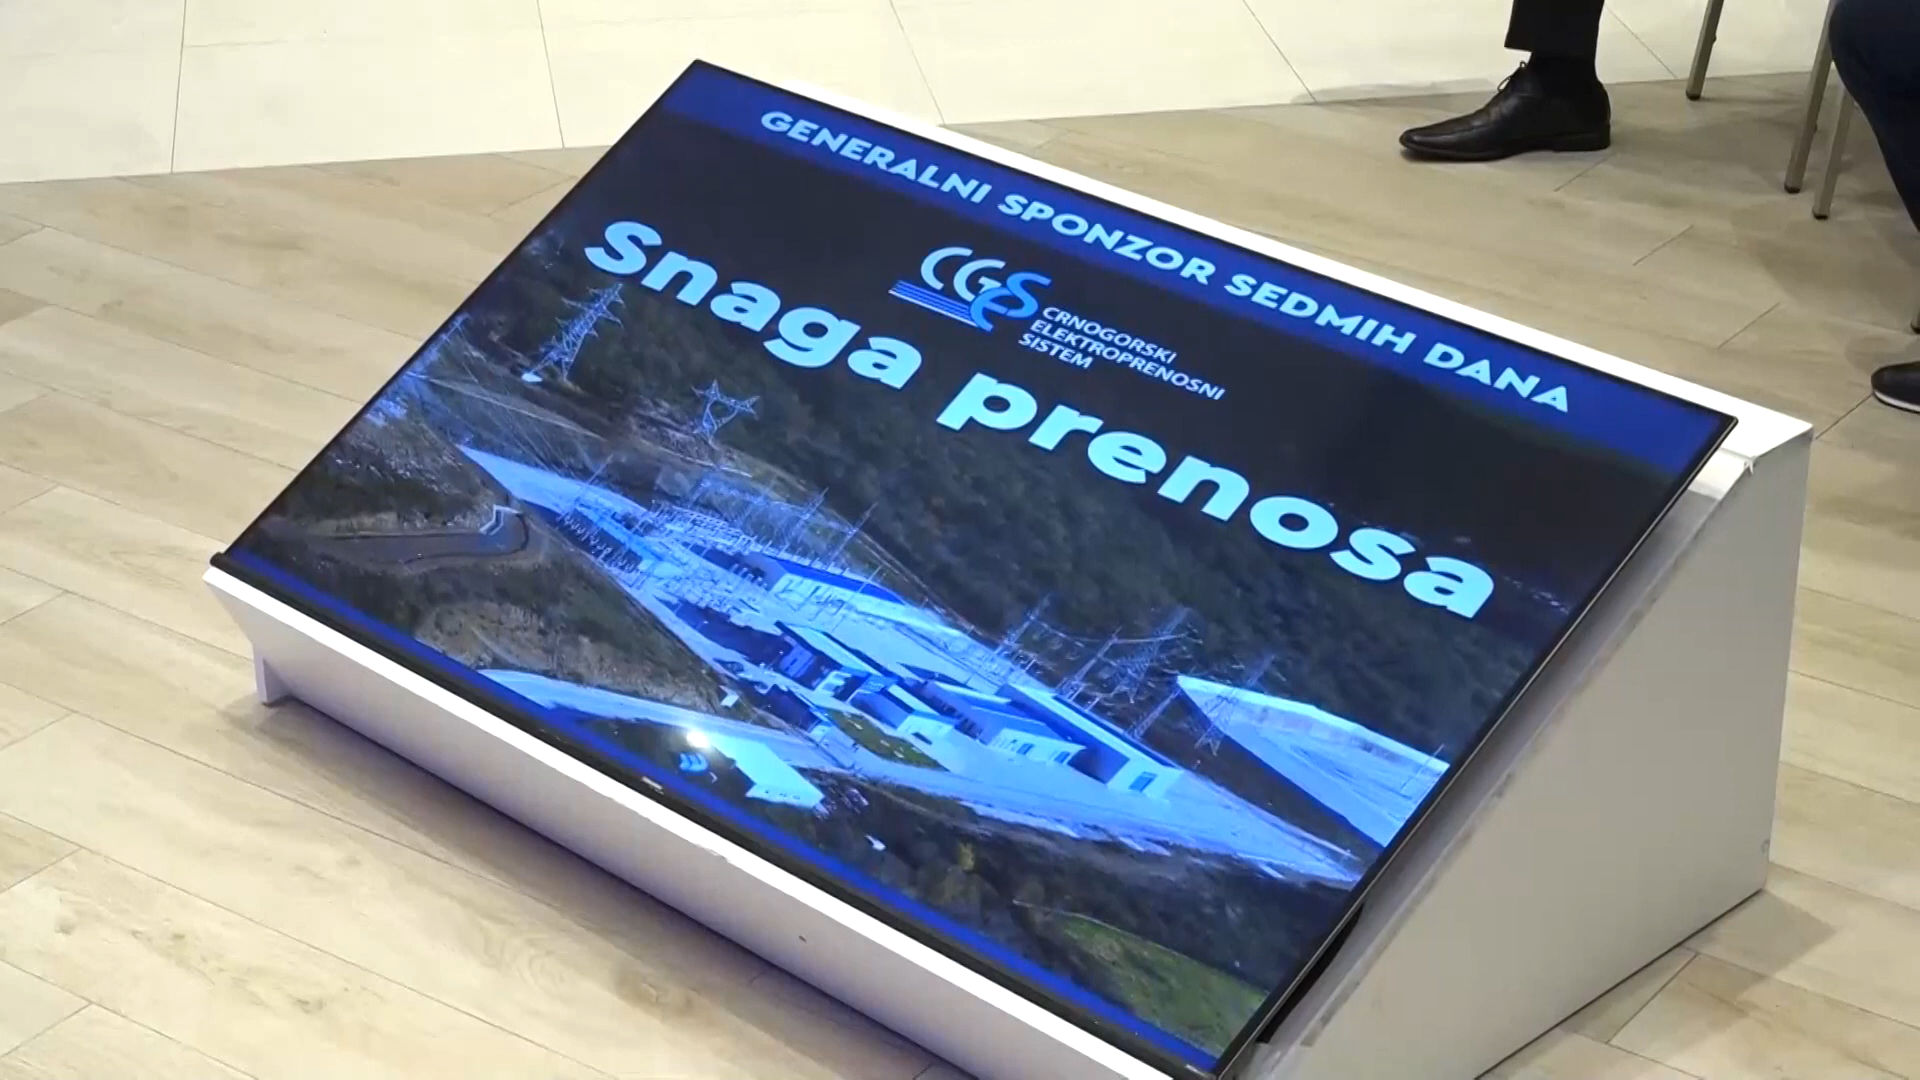 GENERALNI SPONZOR SEDMIH DANA
CGES
CRNOGORSKI
ELEKTROPRENOSNI
SISTEM
Snaga prenosa